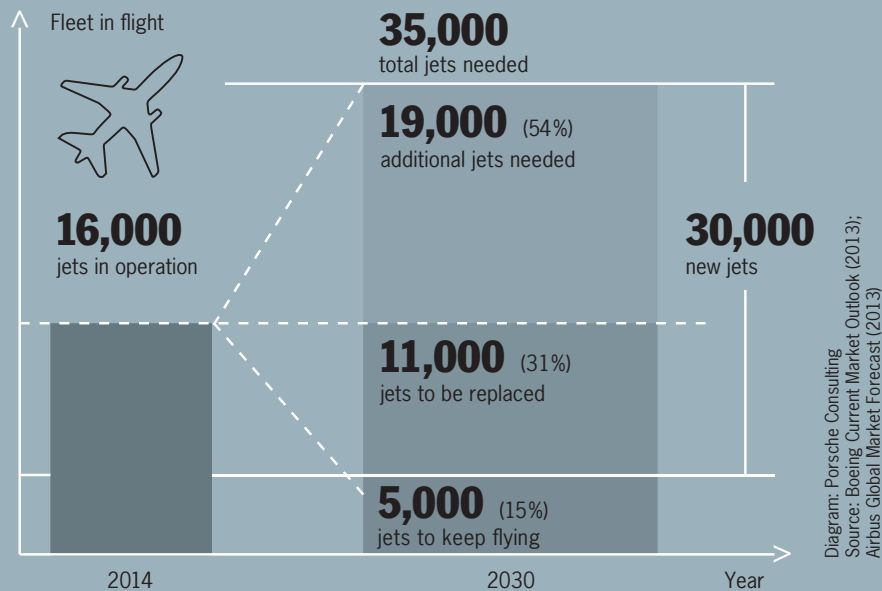 Fleet in flight
35,000
total jets needed
19,000 (54%)
additional jets needed
16,000
jets in operation
30,000
new jets
11,000 (31%)
jets to be replaced
5,000 (15%)
jets to keep flying
2014
2030
Year
Diagram: Porsche Consulting
Source: Boeing Current Market Outlook (2013);
Airbus Global Market Forecast (2013)